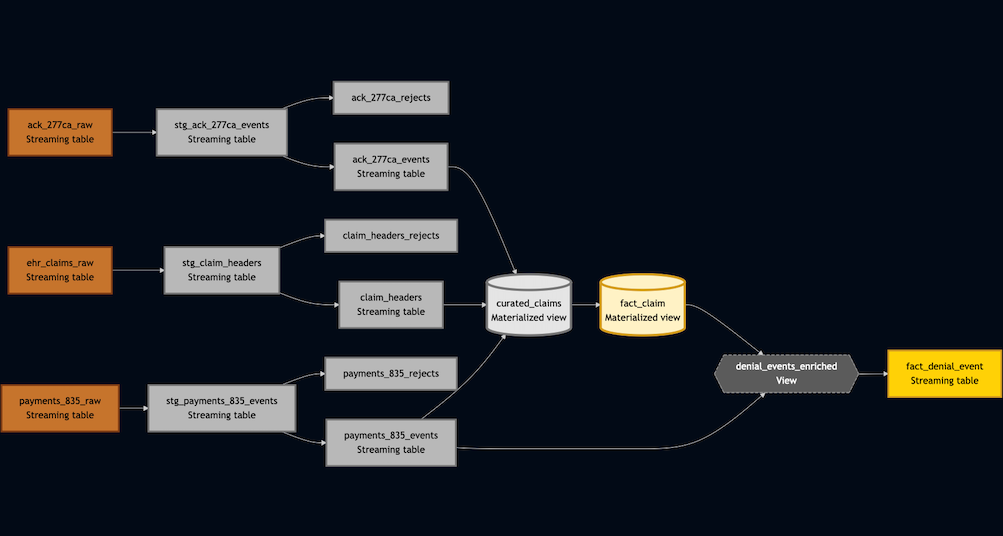 ack_277ca_rejects
ack_277ca_raw
Streaming table
stg_ack_277ca_events
Streaming table
ack_277ca_events
Streaming table
claim_headers_rejects
ehr_claims_raw
Streaming table
stg_claim_headers
Streaming table
claim_headers
Streaming table
curated_claims
Materialized view
fact_claim
Materialized view
payments_835_rejects
denial_events_enriched
View
fact_denial_event
Streaming table
payments_835_raw
Streaming table
stg_payments_835_events
Streaming table
payments_835_events
Streaming table